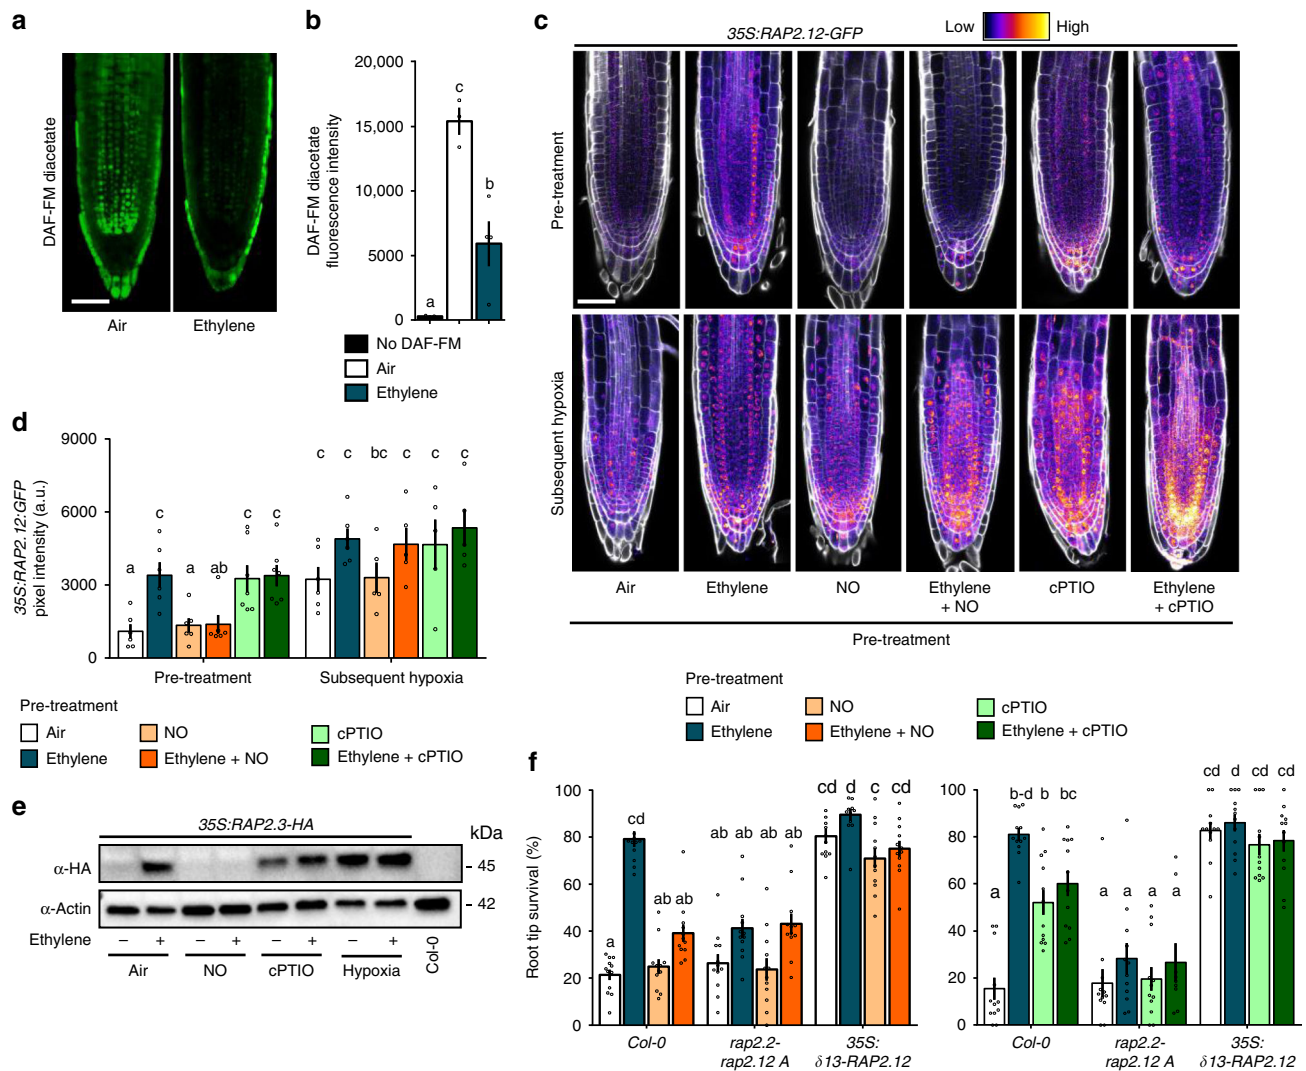 a
DAF-FM diacetate
Air
Ethylene
b
DAF-FM diacetate
fluorescence intensity
20,000
15,000
10,000
5000
0
a
c
b
No DAF-FM
Air
Ethylene
c
35S:RAP2.12-GFP
Low
High
Pre-treatment
Subsequent hypoxia
Air
Ethylene
NO
Ethylene
+ NO
cPTIO
Ethylene
+ cPTIO
Pre-treatment
d
35S:RAP2.12:GFP
pixel intensity (a.u.)
9000
6000
3000
0
a c a ab c c
c c bc c c c
Pre-treatment
Subsequent hypoxia
Pre-treatment
Air
NO
cPTIO
Ethylene
Ethylene + NO
Ethylene + cPTIO
e
35S:RAP2.3-HA
kDa
α-HA
- 45
α-Actin
- 42
Ethylene − + − + − + − +
Air
NO
cPTIO
Hypoxia
Col-0
Pre-treatment
Air
NO
cPTIO
Ethylene
Ethylene + NO
Ethylene + cPTIO
f
Root tip survival (%)
100
80
60
40
20
0
a cd ab ab
ab ab ab ab
cd d c cd
Col-0
rap2.2-
rap2.12 A
35S:
δ13-RAP2.12
100
80
60
40
20
0
a b-d b bc
a a a a
cd d cd cd
Col-0
rap2.2-
rap2.12 A
35S:
δ13-RAP2.12